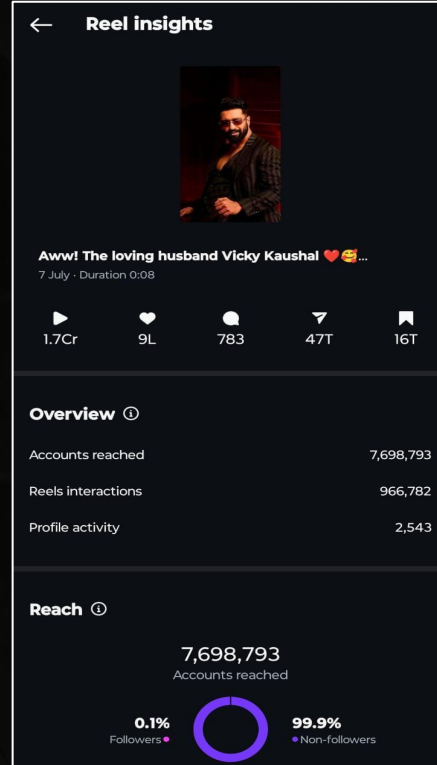 Reel insights
Aww! The loving husband Vicky Kaushal ❤️🥰...
7 July · Duration 0:08
1.7Cr 9L 783 47T 16T
Overview
Accounts reached 7,698,793
Reels interactions 966,782
Profile activity 2,543
Reach
7,698,793
Accounts reached
0.1% 99.9%
Followers Non-followers